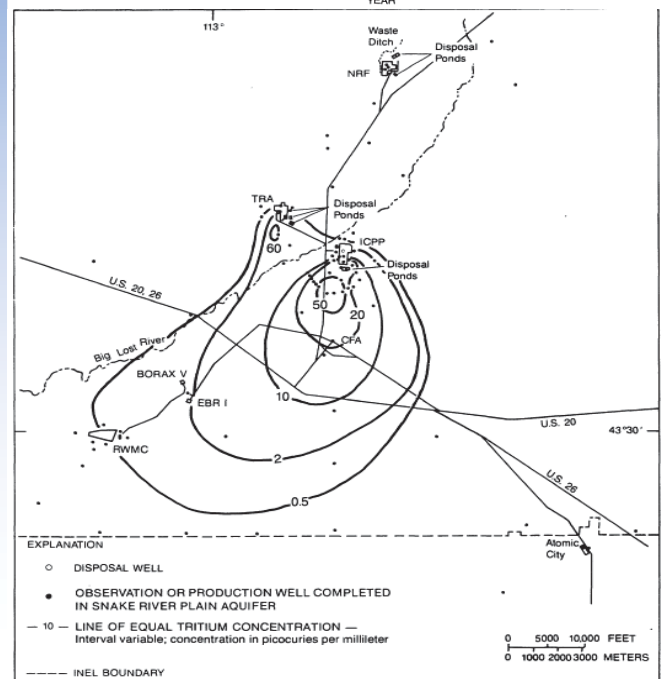 YEAR
113°
Waste
Ditch
Disposal
Ponds
NRF
TRA
Disposal
Ponds
ICPP
60
Disposal
Ponds
U.S. 20, 26
50
20
Big Lost River
CFA
BORAX V
EBR I
10
U.S. 20
43°30'
RWMC
2
U.S. 26
0.5
Atomic
City
EXPLANATION
DISPOSAL WELL
OBSERVATION OR PRODUCTION WELL COMPLETED
IN SNAKE RIVER PLAIN AQUIFER
— 10 — LINE OF EQUAL TRITIUM CONCENTRATION —
Interval variable; concentration in picocuries per milliliter
---- INEL BOUNDARY
0 5000 10,000 FEET
0 1000 2000 3000 METERS